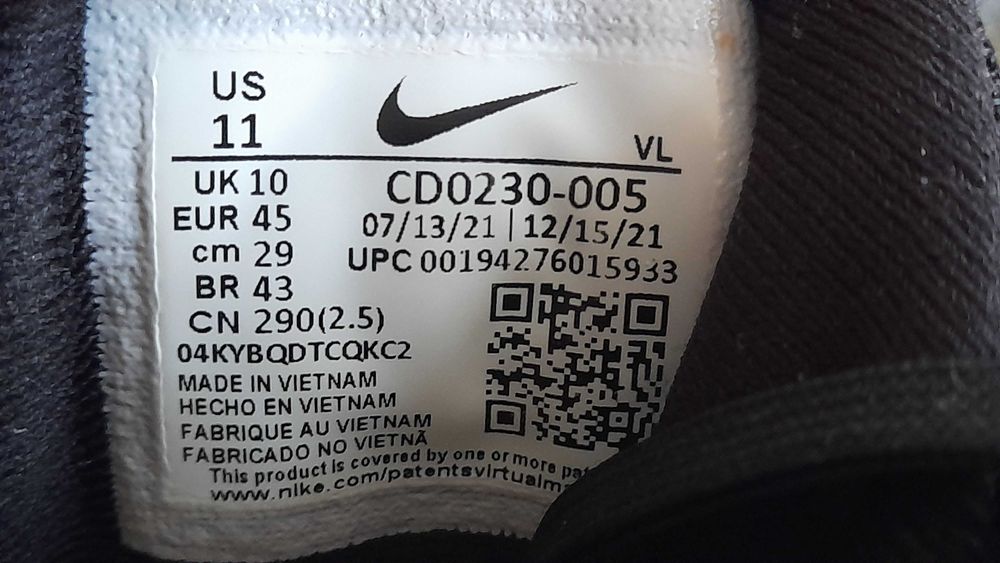 US
11
VL
UK 10
EUR 45
cm 29
BR 43
CN 290(2.5)
04KYBQDTCQKC2
CD0230-005
07/13/21 | 12/15/21
UPC 00194276015933
MADE IN VIETNAM
HECHO EN VIETNAM
FABRIQUE AU VIETNAM
FABRICADO NO VIETNÃ
This product is covered by one or more
www.nike.com/patentsvirtualm